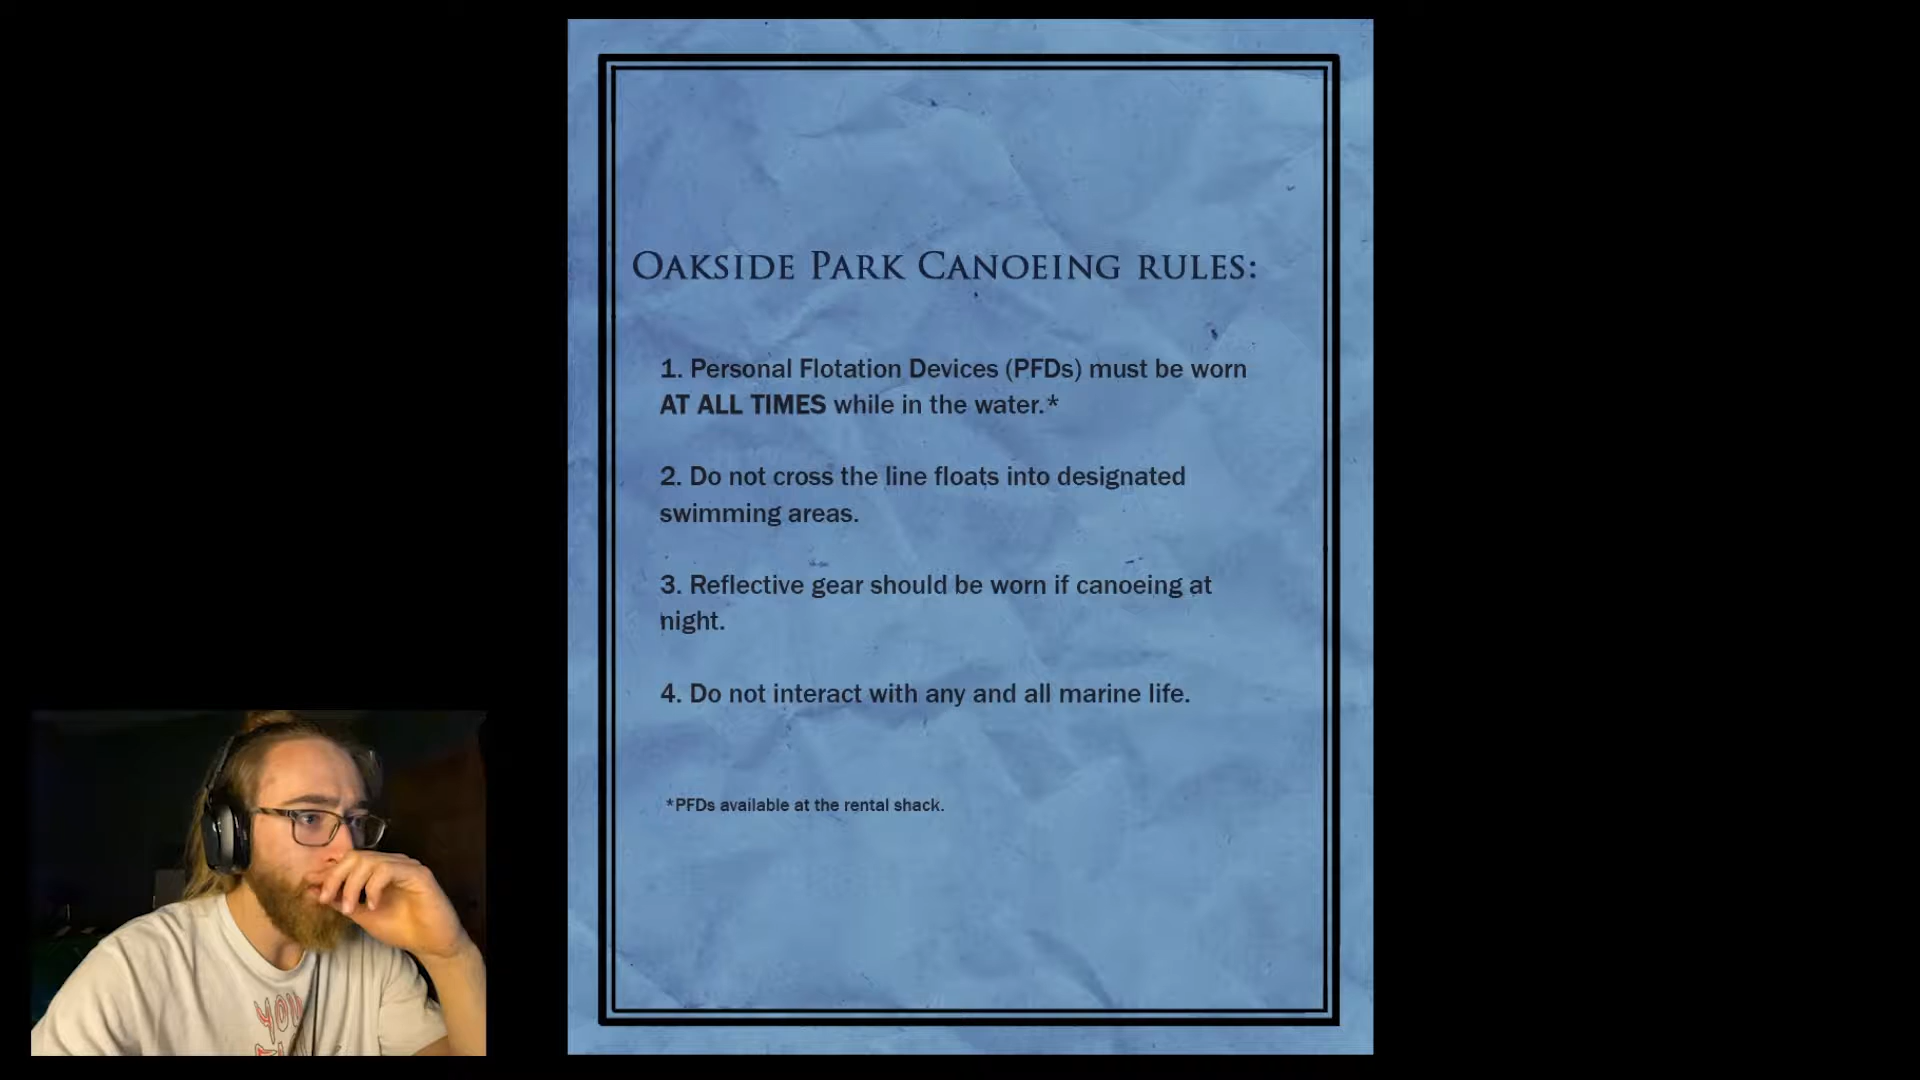 OAKSIDE PARK CANOEING RULES:
1. Personal Flotation Devices (PFDs) must be worn
AT ALL TIMES while in the water.*
2. Do not cross the line floats into designated
swimming areas.
3. Reflective gear should be worn if canoeing at
night.
4. Do not interact with any and all marine life.
*PFDs available at the rental shack.
YOU